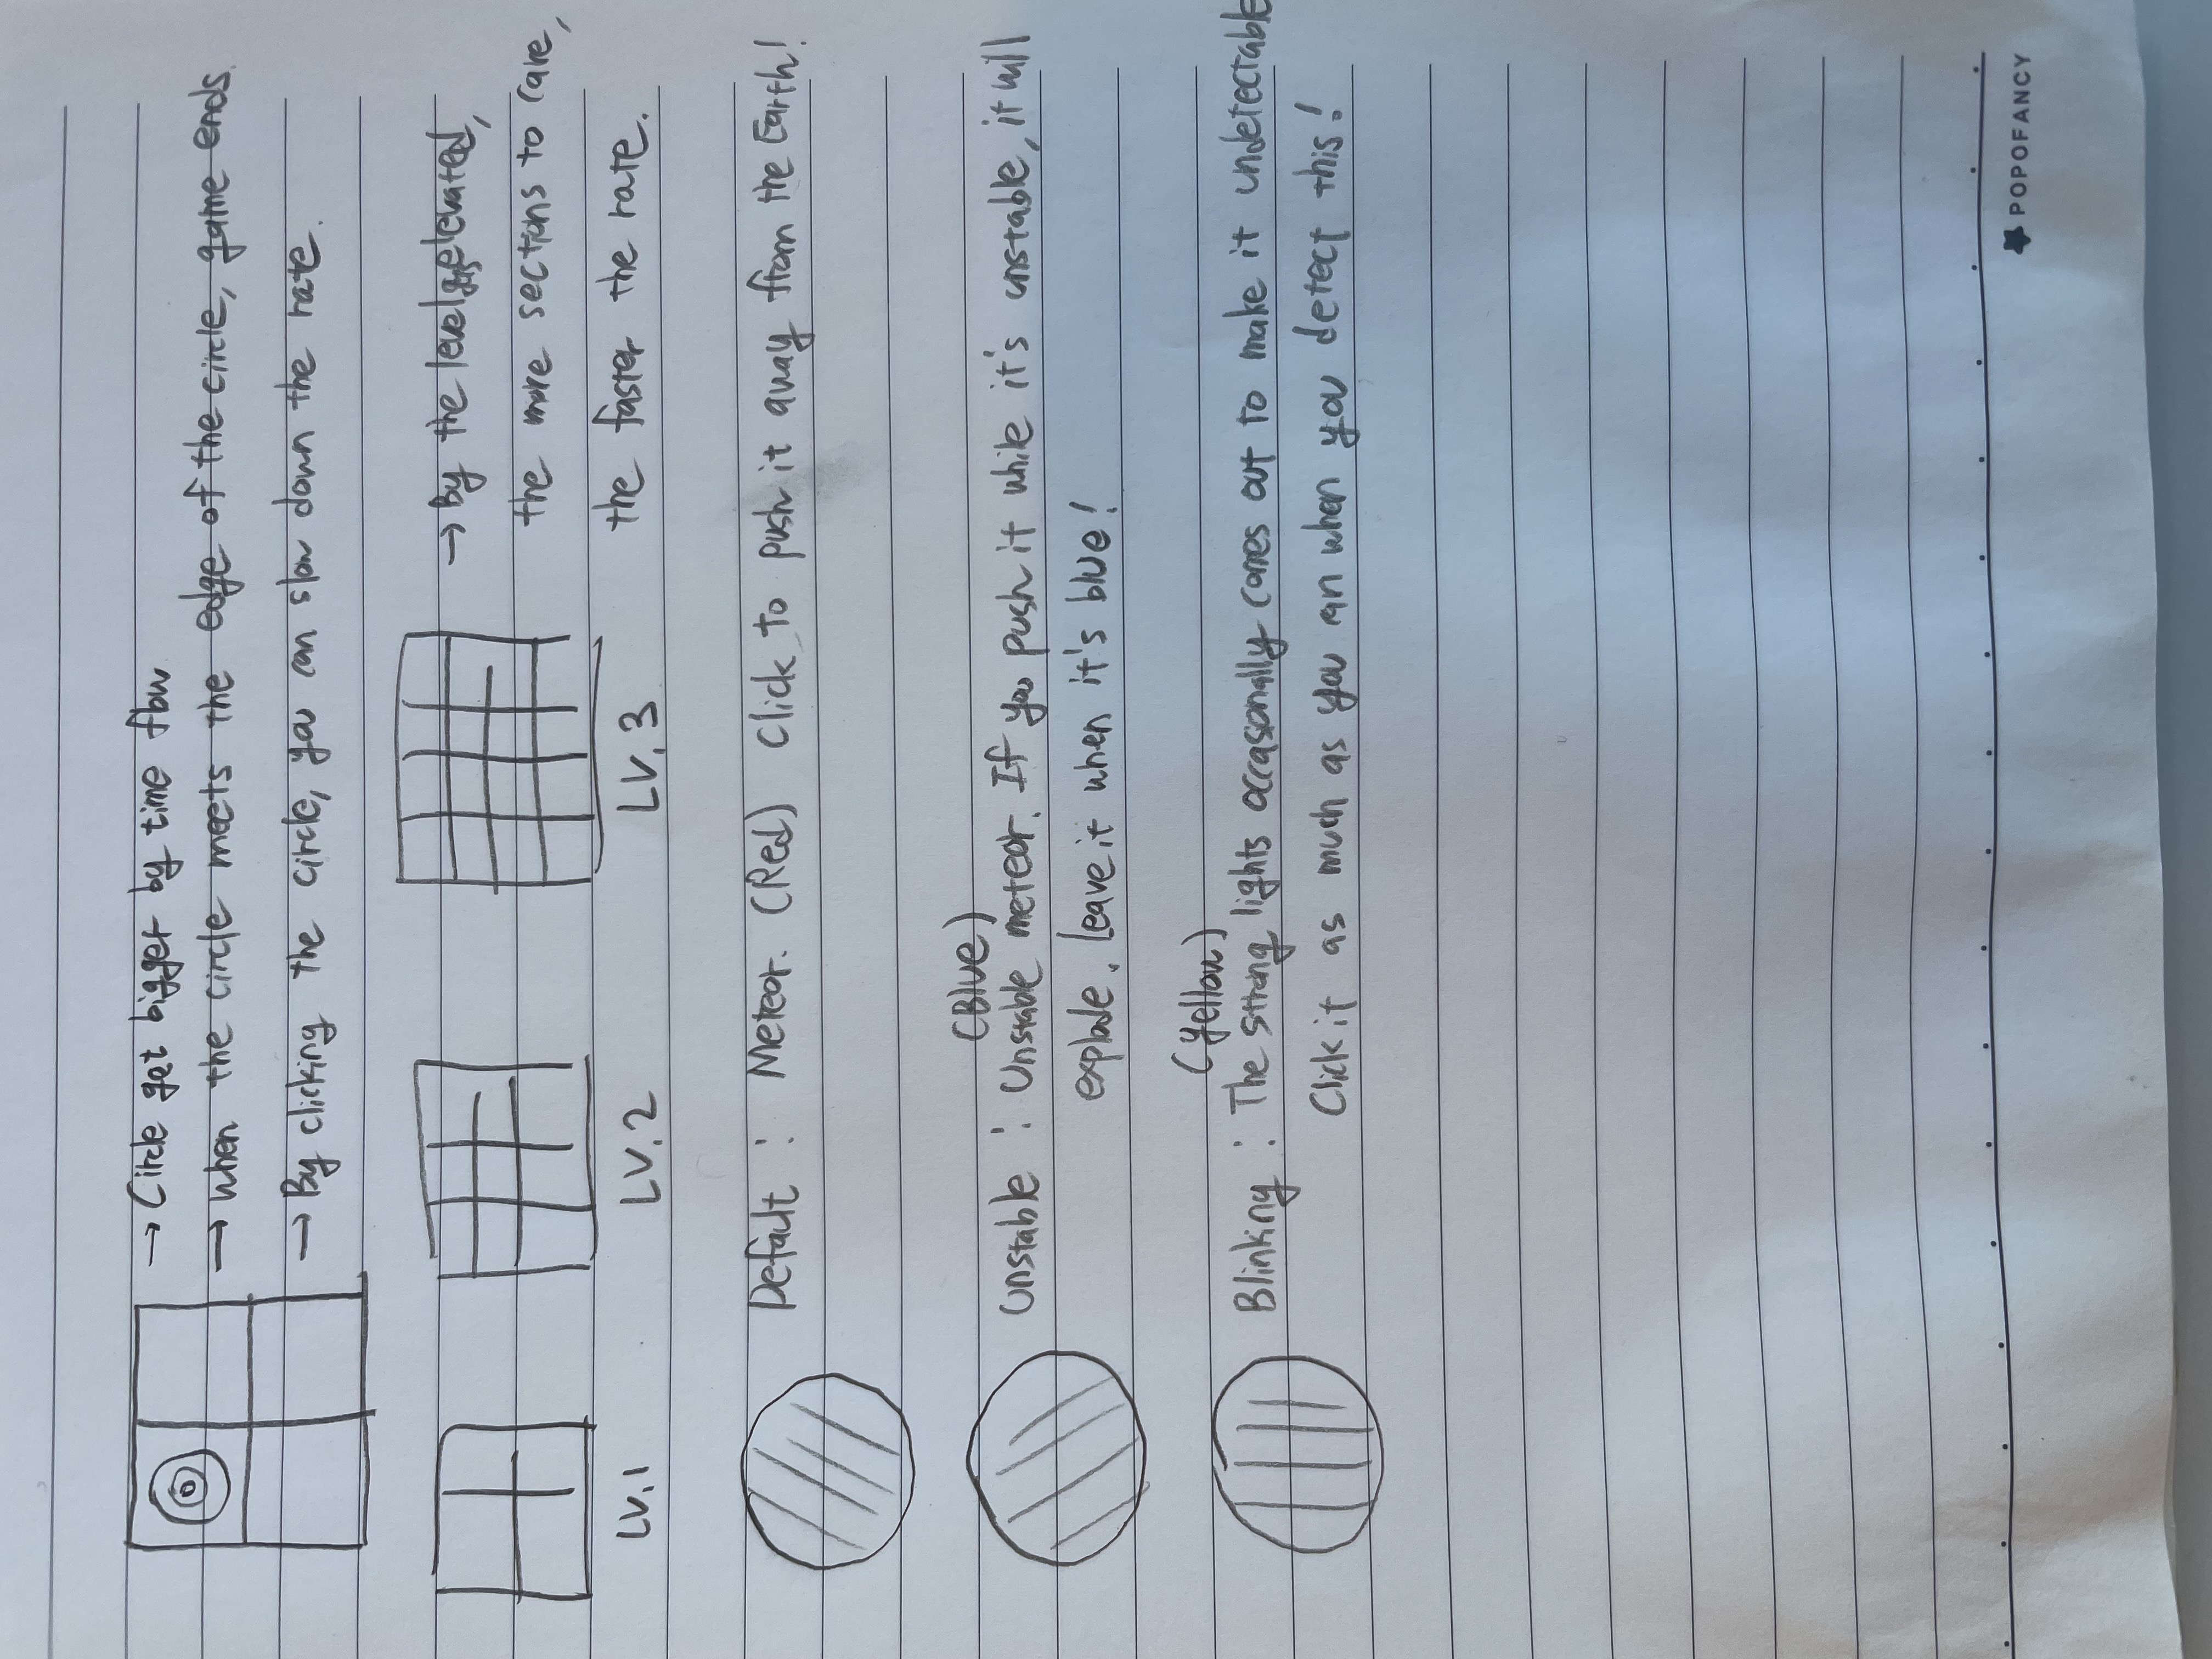 → Circle get bigger by time flow
→ when the circle meets the edge of the circle, game ends.
→ By clicking the circle, you can slow down the rate.
→ By the level gets elevated,
the more sections to care,
the faster the rate.
LV.1 LV.2 LV.3
Default : Meteor. (Red) Click to push it away from the Earth!
(Blue)
Unstable : Unstable meteor. If you push it while it's unstable, it will
explode. Leave it when it's blue!
(Yellow)
Blinking : The strong lights occasonally comes out to make it undetectable
Click it as much as you can when you detect this!
POPOFANCY